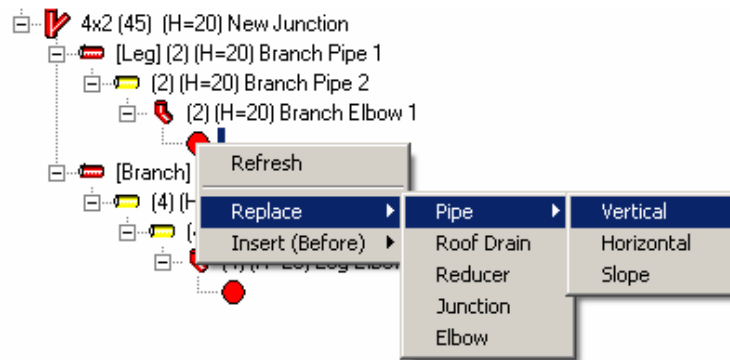 4x2 (45) (H=20) New Junction
[Leg] (2) (H=20) Branch Pipe 1
(2) (H=20) Branch Pipe 2
(2) (H=20) Branch Elbow 1
Refresh
[Branch]
Replace
Pipe
Vertical
(4) (H
Insert (Before)
Roof Drain
Horizontal
Reducer
Slope
Junction
Elbow